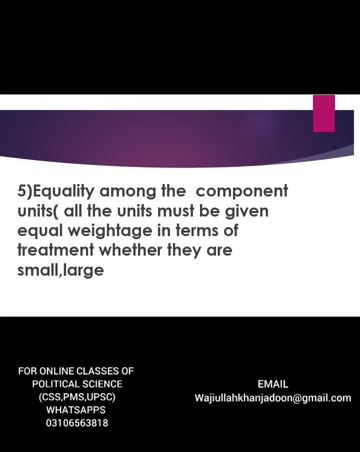 5)Equality among the component
units( all the units must be given
equal weightage in terms of
treatment whether they are
small,large
FOR ONLINE CLASSES OF
POLITICAL SCIENCE
(CSS,PMS,UPSC)
WHATSAPPS
03106563818
EMAIL
Wajiullahkhanjadoon@gmail.com